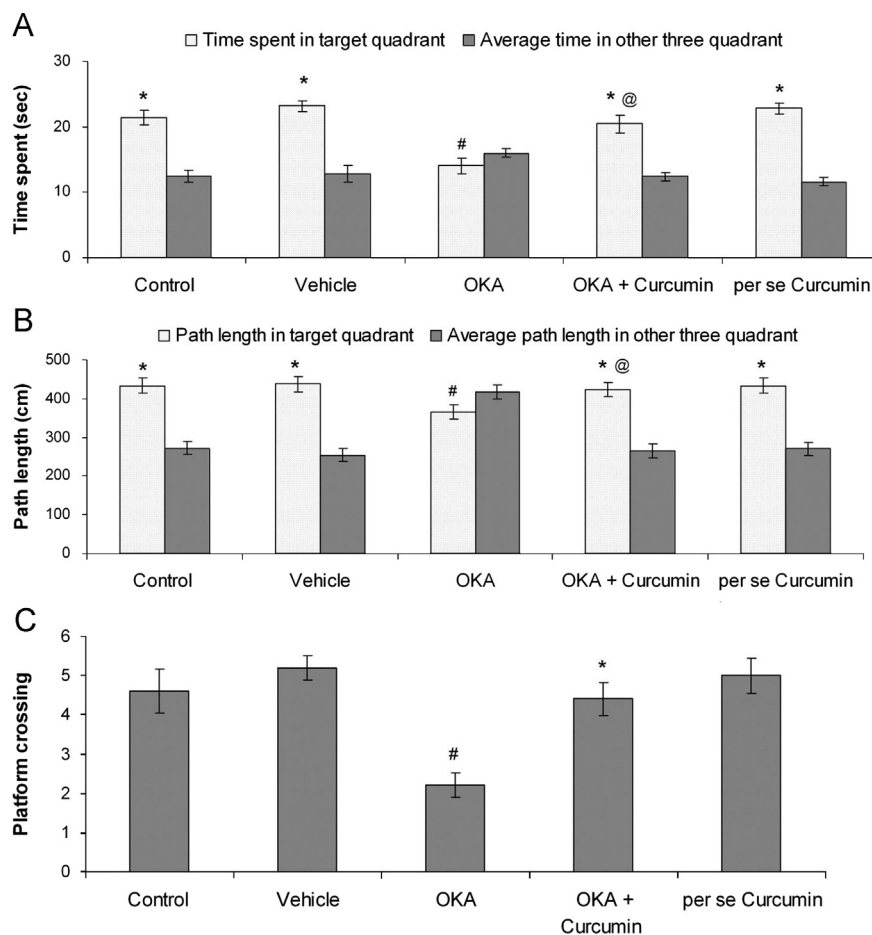 A
Time spent in target quadrant Average time in other three quadrant
Time spent (sec)
30
20
10
0
*
*
#
* @
*
Control Vehicle OKA OKA + Curcumin per se Curcumin
B
Path length in target quadrant Average path length in other three quadrant
Path length (cm)
500
400
300
200
100
0
*
*
#
* @
*
Control Vehicle OKA OKA + Curcumin per se Curcumin
C
Platform crossing
6
5
4
3
2
1
0
#
*
Control Vehicle OKA OKA + per se Curcumin
Curcumin